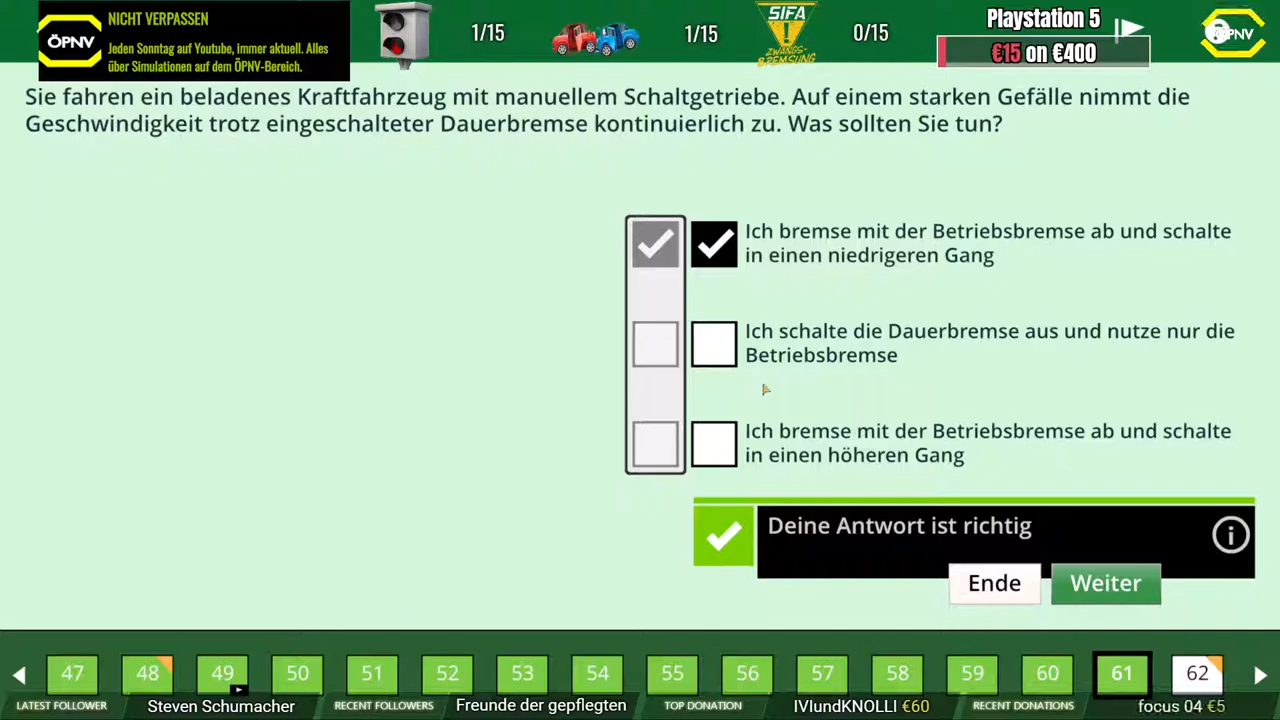 NICHT VERPASSEN
ÖPNV
Jeden Sonntag auf Youtube, immer aktuell. Alles
über Simulationen auf dem ÖPNV-Bereich.
1/15
1/15
SIFA
ZWANGS-
BREMSUNG
0/15
Playstation 5
€15 on €400
ÖPNV
Sie fahren ein beladenes Kraftfahrzeug mit manuellem Schaltgetriebe. Auf einem starken Gefälle nimmt die
Geschwindigkeit trotz eingeschalteter Dauerbremse kontinuierlich zu. Was sollten Sie tun?
Ich bremse mit der Betriebsbremse ab und schalte
in einen niedrigeren Gang
Ich schalte die Dauerbremse aus und nutze nur die
Betriebsbremse
Ich bremse mit der Betriebsbremse ab und schalte
in einen höheren Gang
Deine Antwort ist richtig
Ende
Weiter
47 48 49 50 51 52 53 54 55 56 57 58 59 60 61 62
LATEST FOLLOWER Steven Schumacher RECENT FOLLOWERS Freunde der gepflegten TOP DONATION IVIundKNOLLI €60 RECENT DONATIONS focus 04 €5